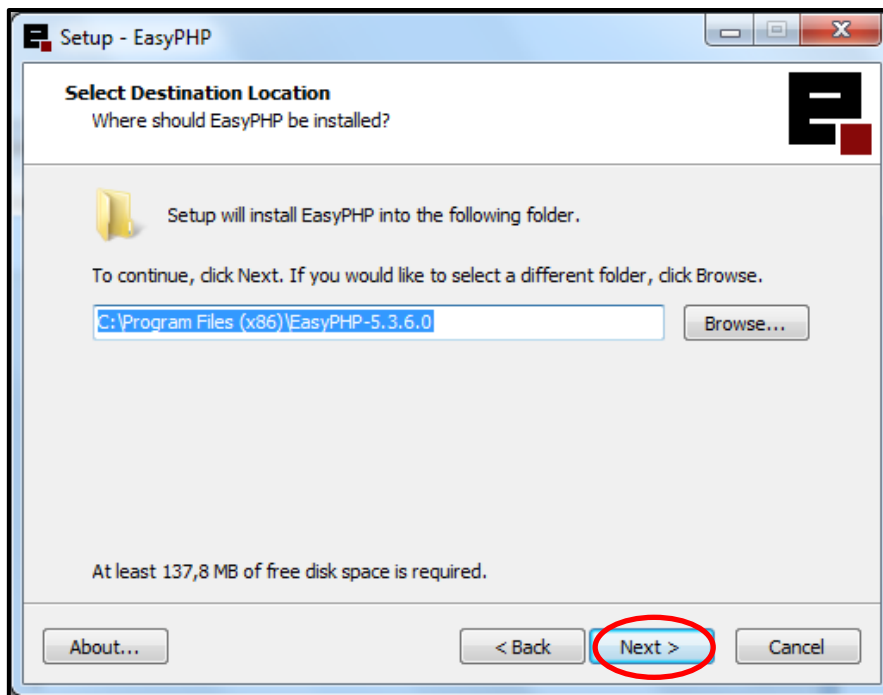 Setup - EasyPHP
Select Destination Location
Where should EasyPHP be installed?
Setup will install EasyPHP into the following folder.
To continue, click Next. If you would like to select a different folder, click Browse.
C:\Program Files (x86)\EasyPHP-5.3.6.0
Browse...
At least 137,8 MB of free disk space is required.
About...
< Back
Next >
Cancel